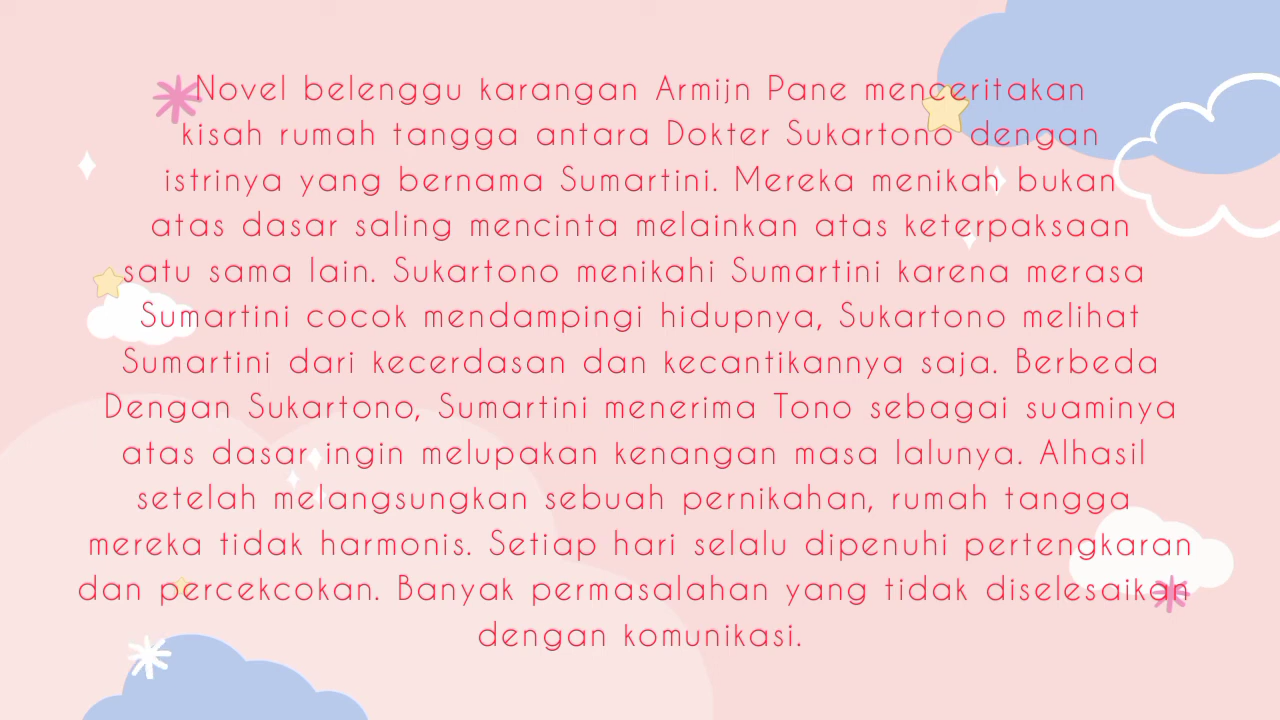 Novel belenggu karangan Armijn Pane menceritakan
kisah rumah tangga antara Dokter Sukartono dengan
istrinya yang bernama Sumartini. Mereka menikah bukan
atas dasar saling mencinta melainkan atas keterpaksaan
satu sama lain. Sukartono menikahi Sumartini karena merasa
Sumartini cocok mendampingi hidupnya, Sukartono melihat
Sumartini dari kecerdasan dan kecantikannya saja. Berbeda
Dengan Sukartono, Sumartini menerima Tono sebagai suaminya
atas dasar ingin melupakan kenangan masa lalunya. Alhasil
setelah melangsungkan sebuah pernikahan, rumah tangga
mereka tidak harmonis. Setiap hari selalu dipenuhi pertengkaran
dan percekcokan. Banyak permasalahan yang tidak diselesaikan
dengan komunikasi.